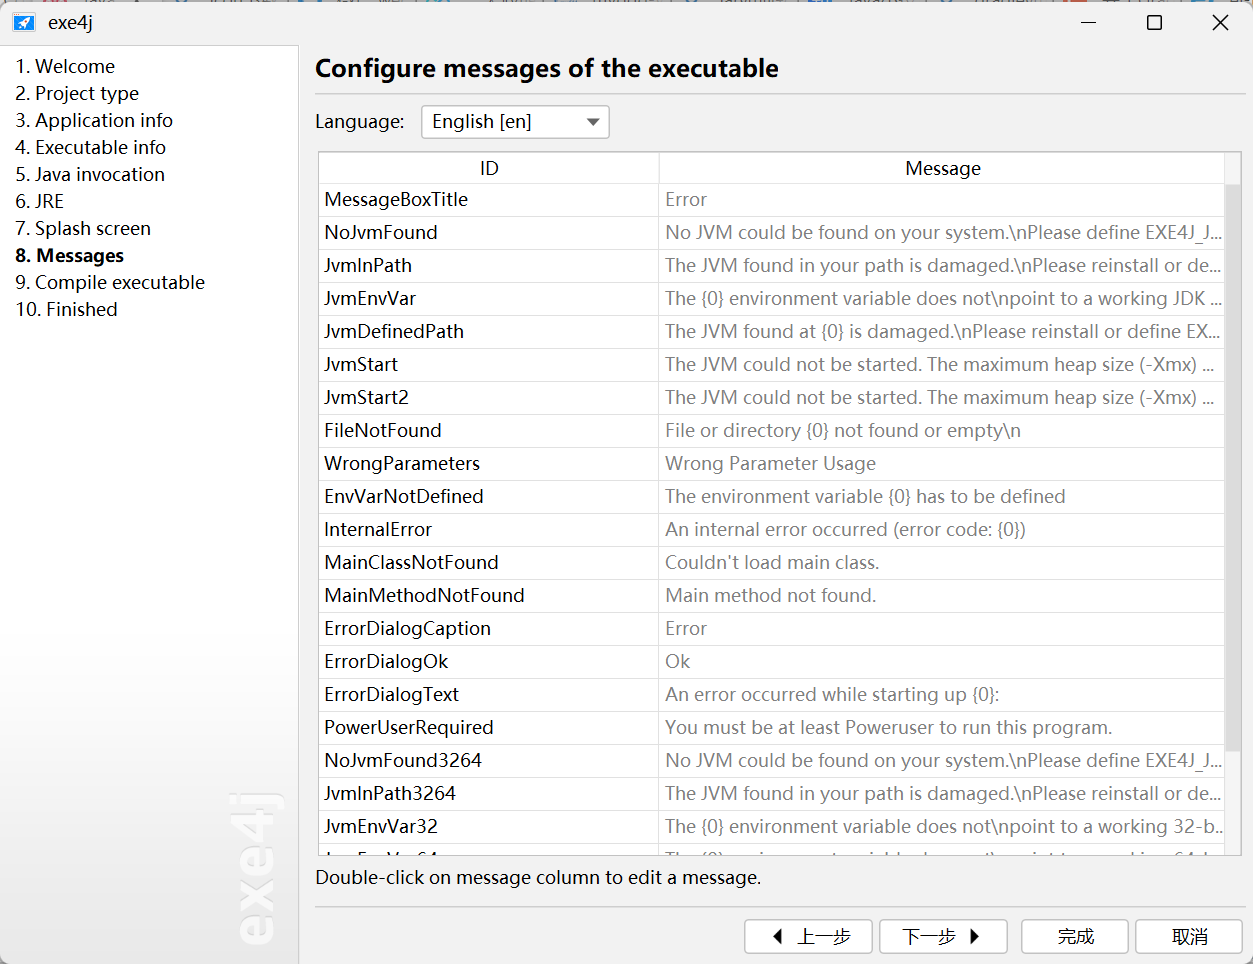 exe4j
1. Welcome
2. Project type
3. Application info
4. Executable info
5. Java invocation
6. JRE
7. Splash screen
8. Messages
9. Compile executable
10. Finished
exe4j
Configure messages of the executable
Language: English [en]
ID Message
MessageBoxTitle Error
NoJvmFound No JVM could be found on your system.\nPlease define EXE4J_J...
JvmInPath The JVM found in your path is damaged.\nPlease reinstall or de...
JvmEnvVar The {0} environment variable does not\npoint to a working JDK ...
JvmDefinedPath The JVM found at {0} is damaged.\nPlease reinstall or define EX...
JvmStart The JVM could not be started. The maximum heap size (-Xmx) ...
JvmStart2 The JVM could not be started. The maximum heap size (-Xmx) ...
FileNotFound File or directory {0} not found or empty\n
WrongParameters Wrong Parameter Usage
EnvVarNotDefined The environment variable {0} has to be defined
InternalError An internal error occurred (error code: {0})
MainClassNotFound Couldn't load main class.
MainMethodNotFound Main method not found.
ErrorDialogCaption Error
ErrorDialogOk Ok
ErrorDialogText An error occurred while starting up {0}:
PowerUserRequired You must be at least Poweruser to run this program.
NoJvmFound3264 No JVM could be found on your system.\nPlease define EXE4J_J...
JvmInPath3264 The JVM found in your path is damaged.\nPlease reinstall or de...
JvmEnvVar32 The {0} environment variable does not\npoint to a working 32-b...
Double-click on message column to edit a message.
上一步 下一步 完成 取消